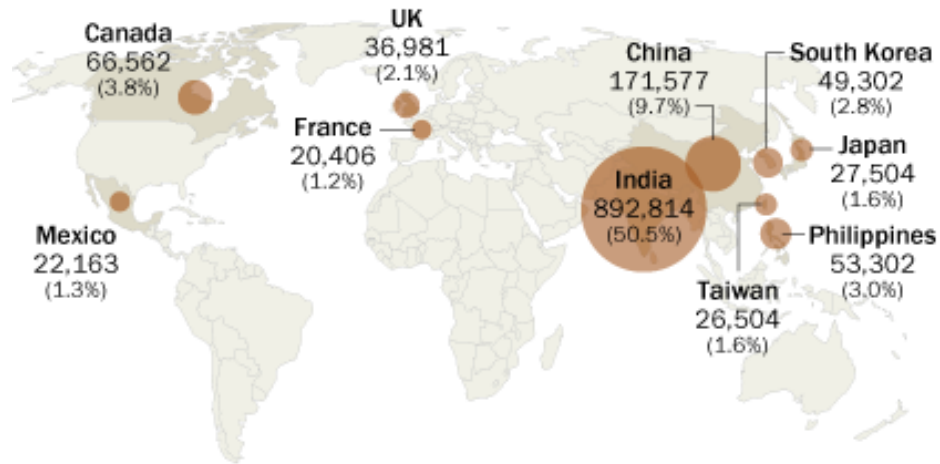 Canada
66,562
(3.8%)
UK
36,981
(2.1%)
France
20,406
(1.2%)
China
171,577
(9.7%)
South Korea
49,302
(2.8%)
Japan
27,504
(1.6%)
India
892,814
(50.5%)
Mexico
22,163
(1.3%)
Philippines
53,302
(3.0%)
Taiwan
26,504
(1.6%)